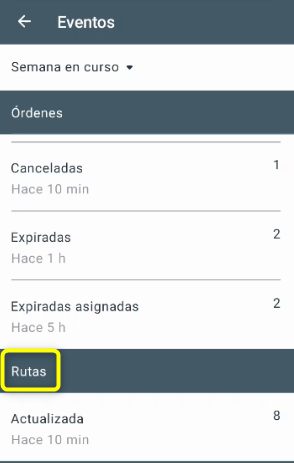 Eventos
Semana en curso
Órdenes
Canceladas 1
Hace 10 min
Expiradas 2
Hace 1 h
Expiradas asignadas 2
Hace 5 h
Rutas
Actualizada 8
Hace 10 min